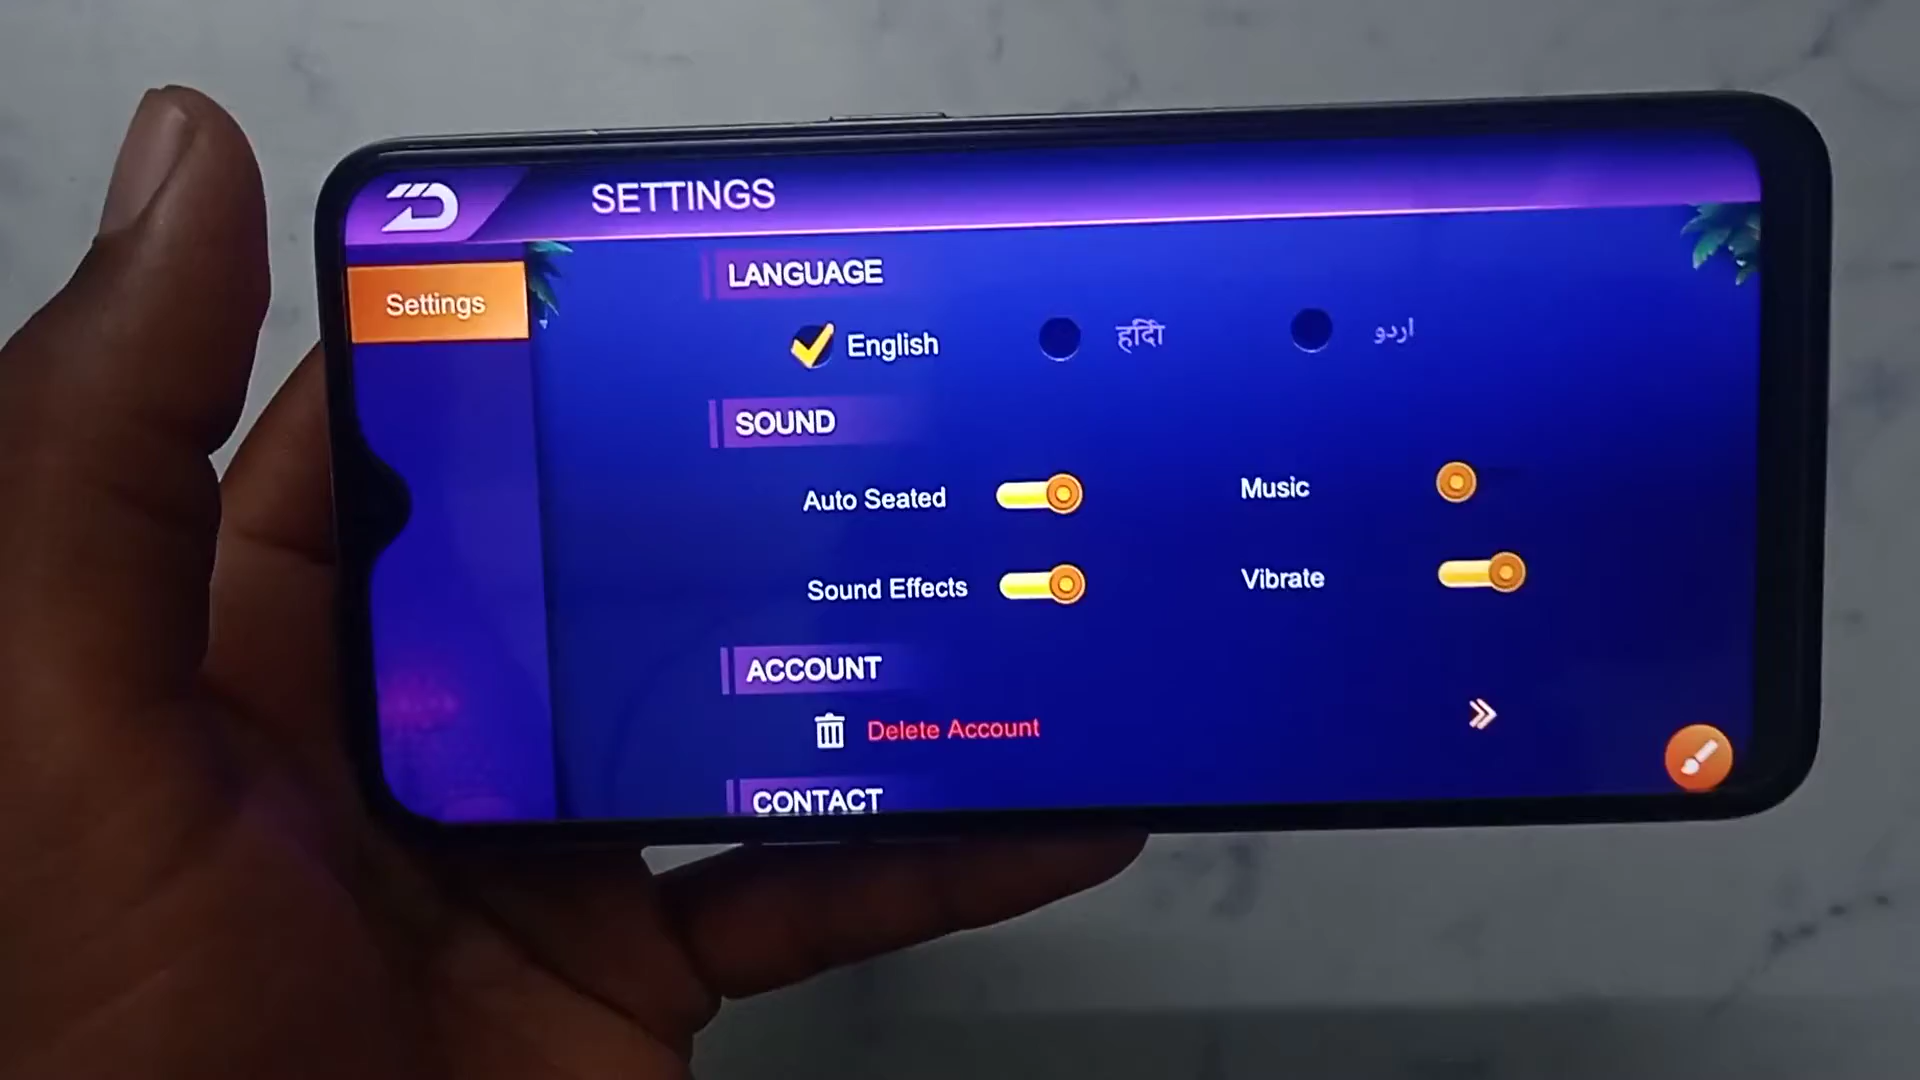 SETTINGS
Settings
LANGUAGE
English हिंदी اردو
SOUND
Auto Seated Music
Sound Effects Vibrate
ACCOUNT
Delete Account
CONTACT